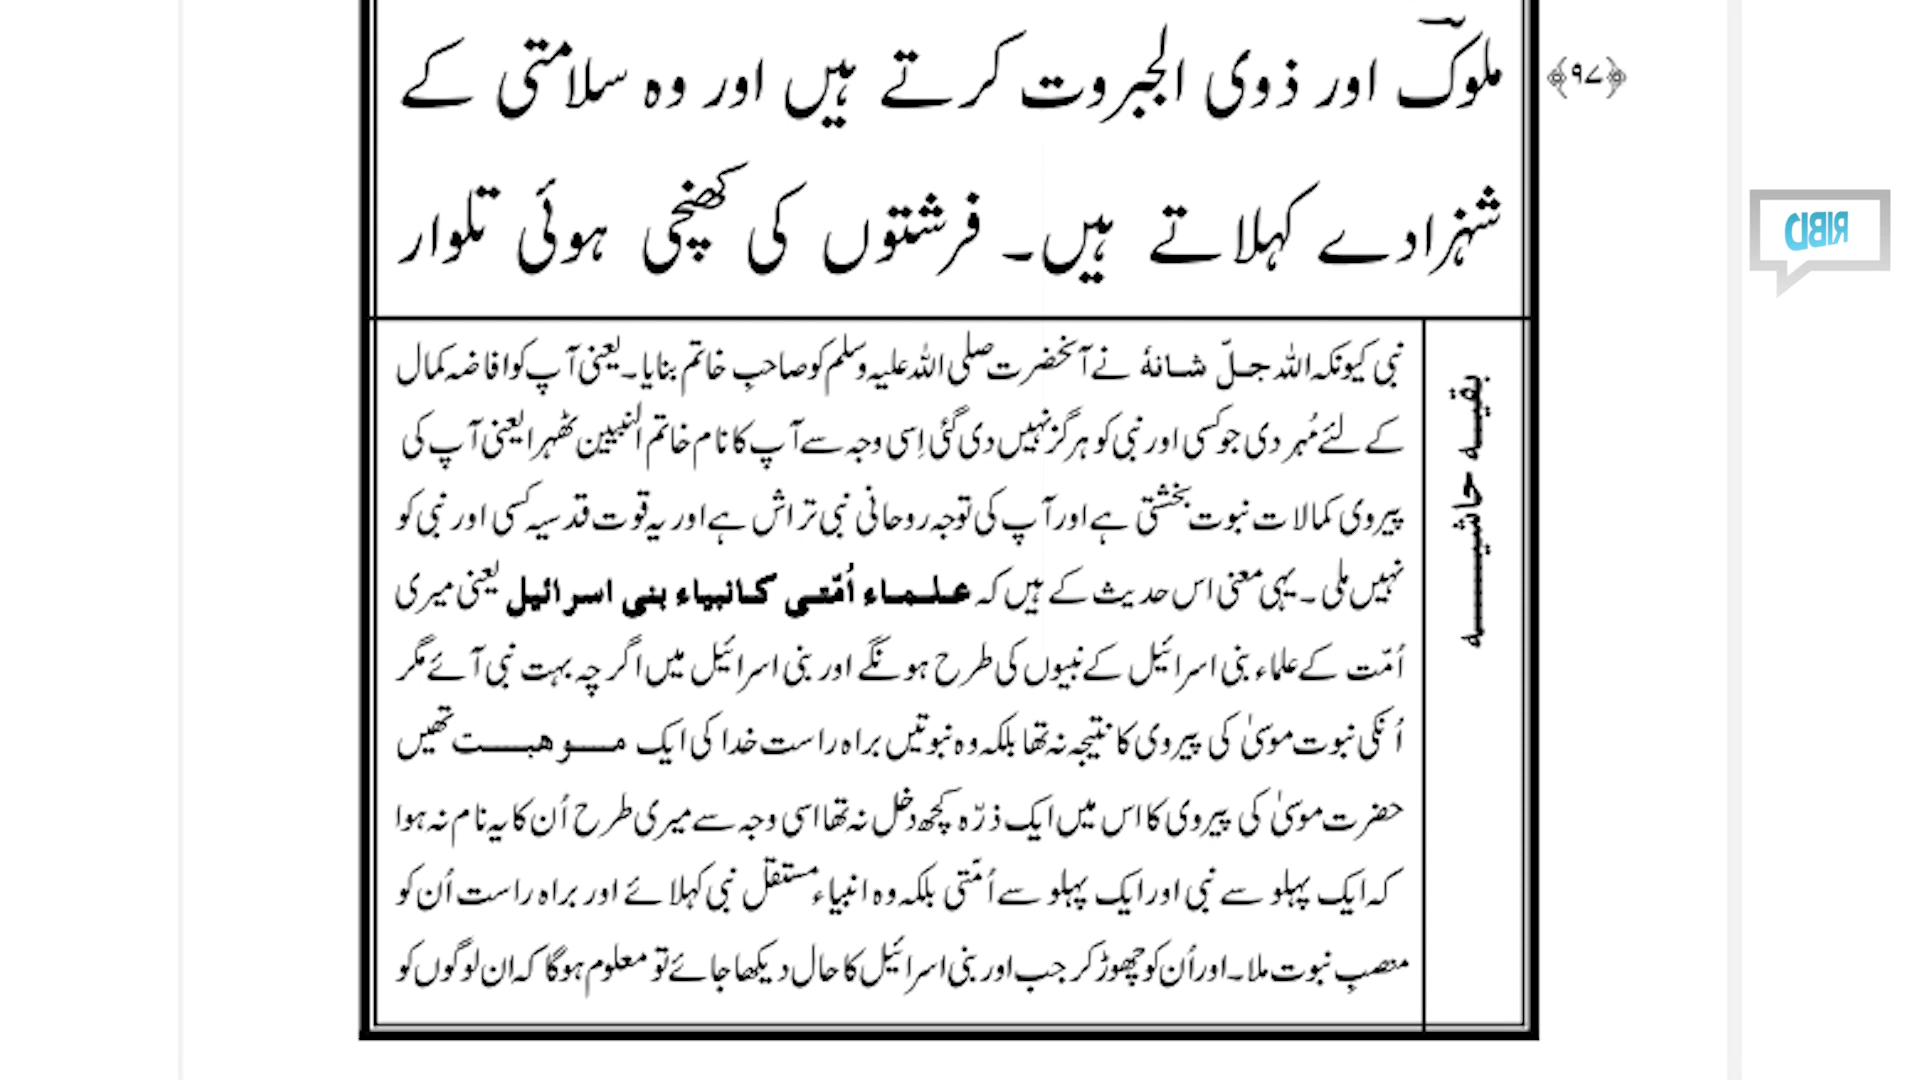 ملوک اور ذوی الجبروت کرتے ہیں اور وہ سلامتی کے
﴿۹۷﴾
شہزادے کہلاتے ہیں۔ فرشتوں کی کھنچی ہوئی تلوار
نبی کیونکہ اللہ جلّ شانہٗ نے آنحضرت صلی اللہ علیہ وسلم کو صاحبِ خاتم بنایا۔ یعنی آپ کو افاضہ کمال
کے لئے مُہر دی جو کسی اور نبی کو ہرگز نہیں دی گئی اِسی وجہ سے آپ کا نام خاتم النبیین ٹھہرا یعنی آپ کی
پیروی کمالات نبوت بخشتی ہے اور آپ کی توجہ روحانی نبی تراش ہے اور یہ قوت قدسیہ کسی اور نبی کو
نہیں ملی۔ یہی معنی اس حدیث کے ہیں کہ علماء اُمّتی کانبیاء بنی اسرائیل یعنی میری
اُمّت کے علماء بنی اسرائیل کے نبیوں کی طرح ہونگے اور بنی اسرائیل میں اگرچہ بہت نبی آئے مگر
اُنکی نبوت موسیٰ کی پیروی کا نتیجہ نہ تھا بلکہ وہ نبوتیں براہ راست خدا کی ایک موہبت تھیں
حضرت موسیٰ کی پیروی کا اس میں ایک ذرّہ کچھ دخل نہ تھا اسی وجہ سے میری طرح اُن کا یہ نام نہ ہوا
کہ ایک پہلو سے نبی اور ایک پہلو سے اُمّتی بلکہ وہ انبیاء مستقل نبی کہلائے اور براہ راست اُن کو
منصبِ نبوت ملا۔ اور اُن کو چھوڑ کر جب اور بنی اسرائیل کا حال دیکھا جائے تو معلوم ہوگا کہ ان لوگوں کو
بقیہ حاشیہ
RIBD